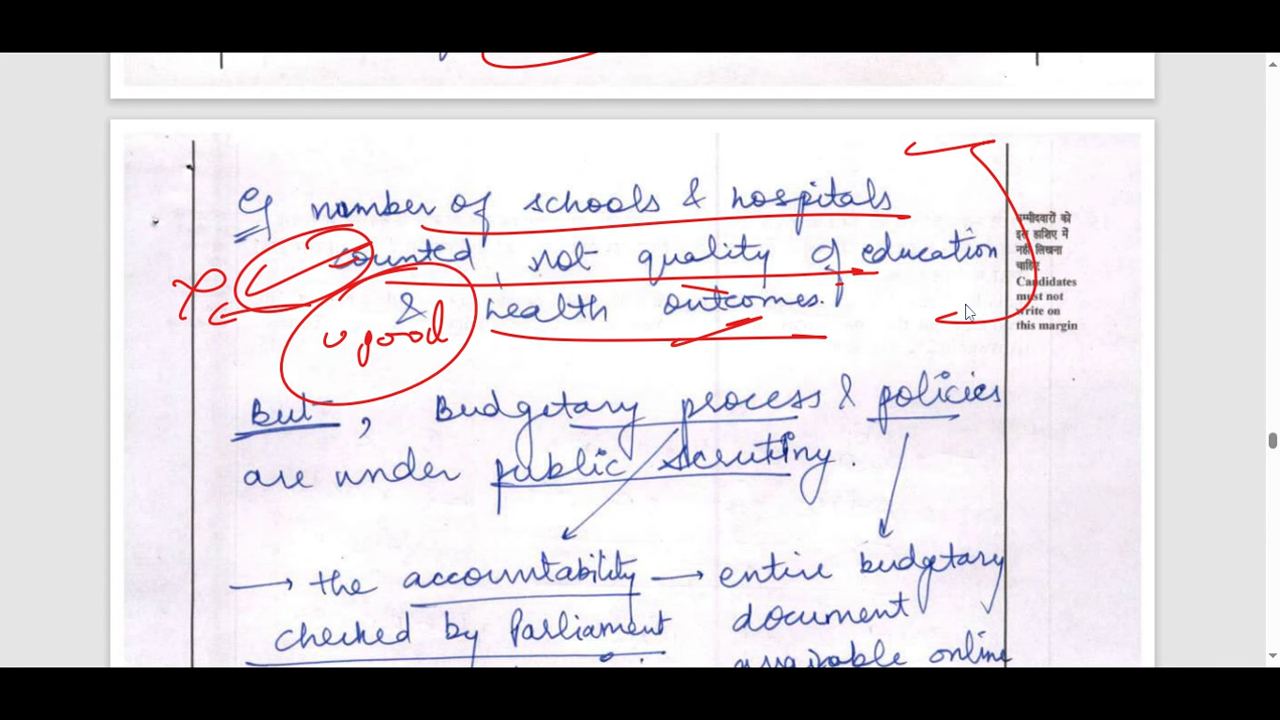 Eg number of schools & hospitals
counted, not quality of education
& health outcomes.
v good
But, Budgetary process & policies
are under public scrutiny.
→ the accountability
checked by Parliament
→ entire budgetary
document
available online
उम्मीदवारों को
इस हाशिए में
नहीं लिखना
चाहिए
Candidates
must not
write on
this margin